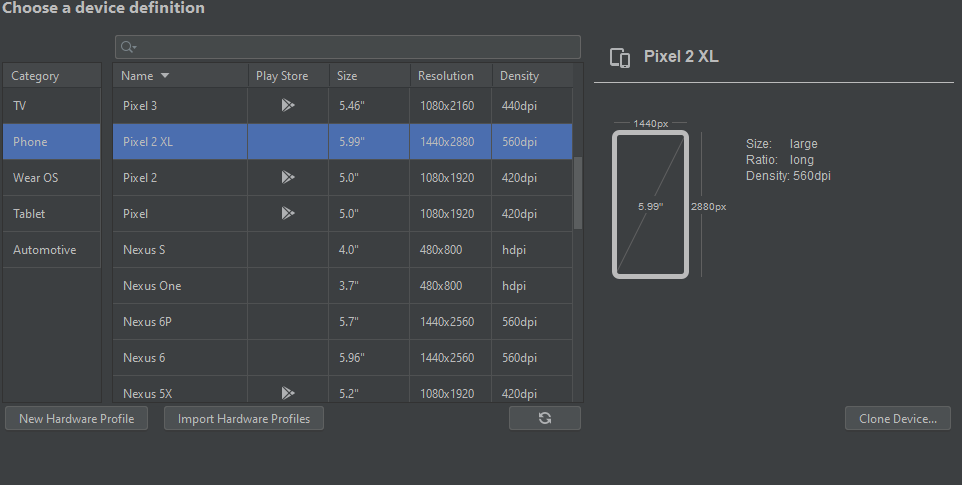 Choose a device definition
Category
TV
Phone
Wear OS
Tablet
Automotive
Name Play Store Size Resolution Density
Pixel 3 5.46" 1080x2160 440dpi
Pixel 2 XL 5.99" 1440x2880 560dpi
Pixel 2 5.0" 1080x1920 420dpi
Pixel 5.0" 1080x1920 420dpi
Nexus S 4.0" 480x800 hdpi
Nexus One 3.7" 480x800 hdpi
Nexus 6P 5.7" 1440x2560 560dpi
Nexus 6 5.96" 1440x2560 560dpi
Nexus 5X 5.2" 1080x1920 420dpi
New Hardware Profile
Import Hardware Profiles
Pixel 2 XL
1440px
5.99"
2880px
Size: large
Ratio: long
Density: 560dpi
Clone Device...